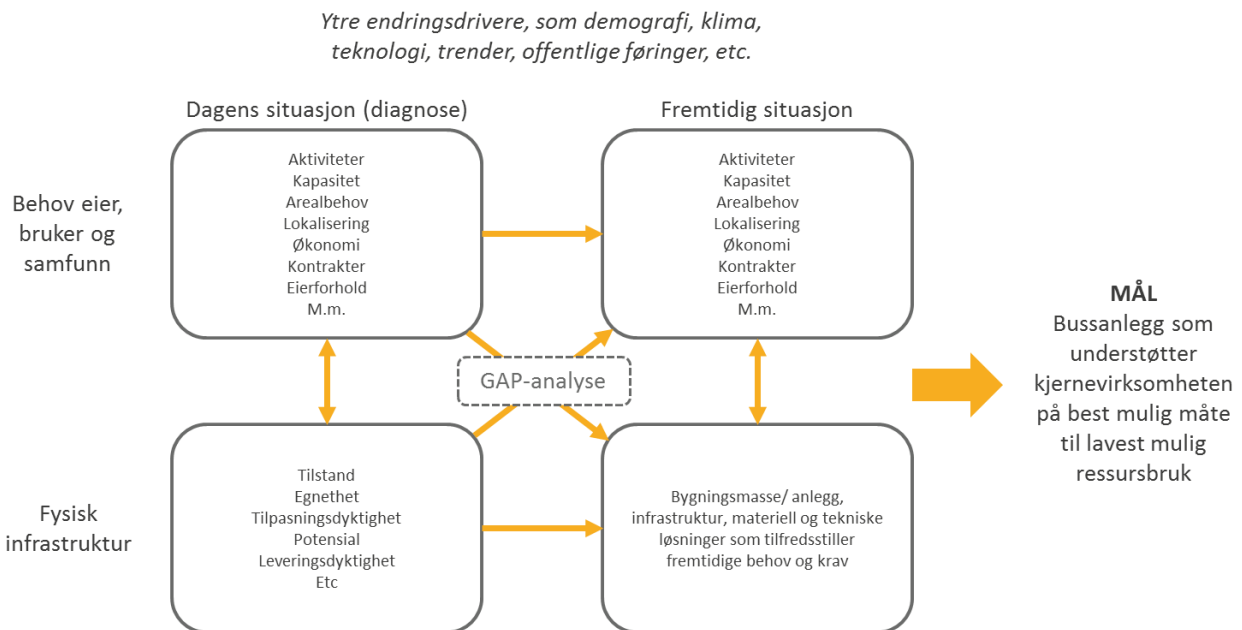 Ytre endringsdrivere, som demografi, klima,
teknologi, trender, offentlige føringer, etc.
Dagens situasjon (diagnose)
Fremtidig situasjon
Behov eier,
bruker og
samfunn
Aktiviteter
Kapasitet
Arealbehov
Lokalisering
Økonomi
Kontrakter
Eierforhold
M.m.
Aktiviteter
Kapasitet
Arealbehov
Lokalisering
Økonomi
Kontrakter
Eierforhold
M.m.
GAP-analyse
Fysisk
infrastruktur
Tilstand
Egnethet
Tilpasningsdyktighet
Potensial
Leveringsdyktighet
Etc
Bygningsmasse/ anlegg,
infrastruktur, materiell og tekniske
løsninger som tilfredsstiller
fremtidige behov og krav
MÅL
Bussanlegg som
understøtter
kjernevirksomheten
på best mulig måte
til lavest mulig
ressursbruk